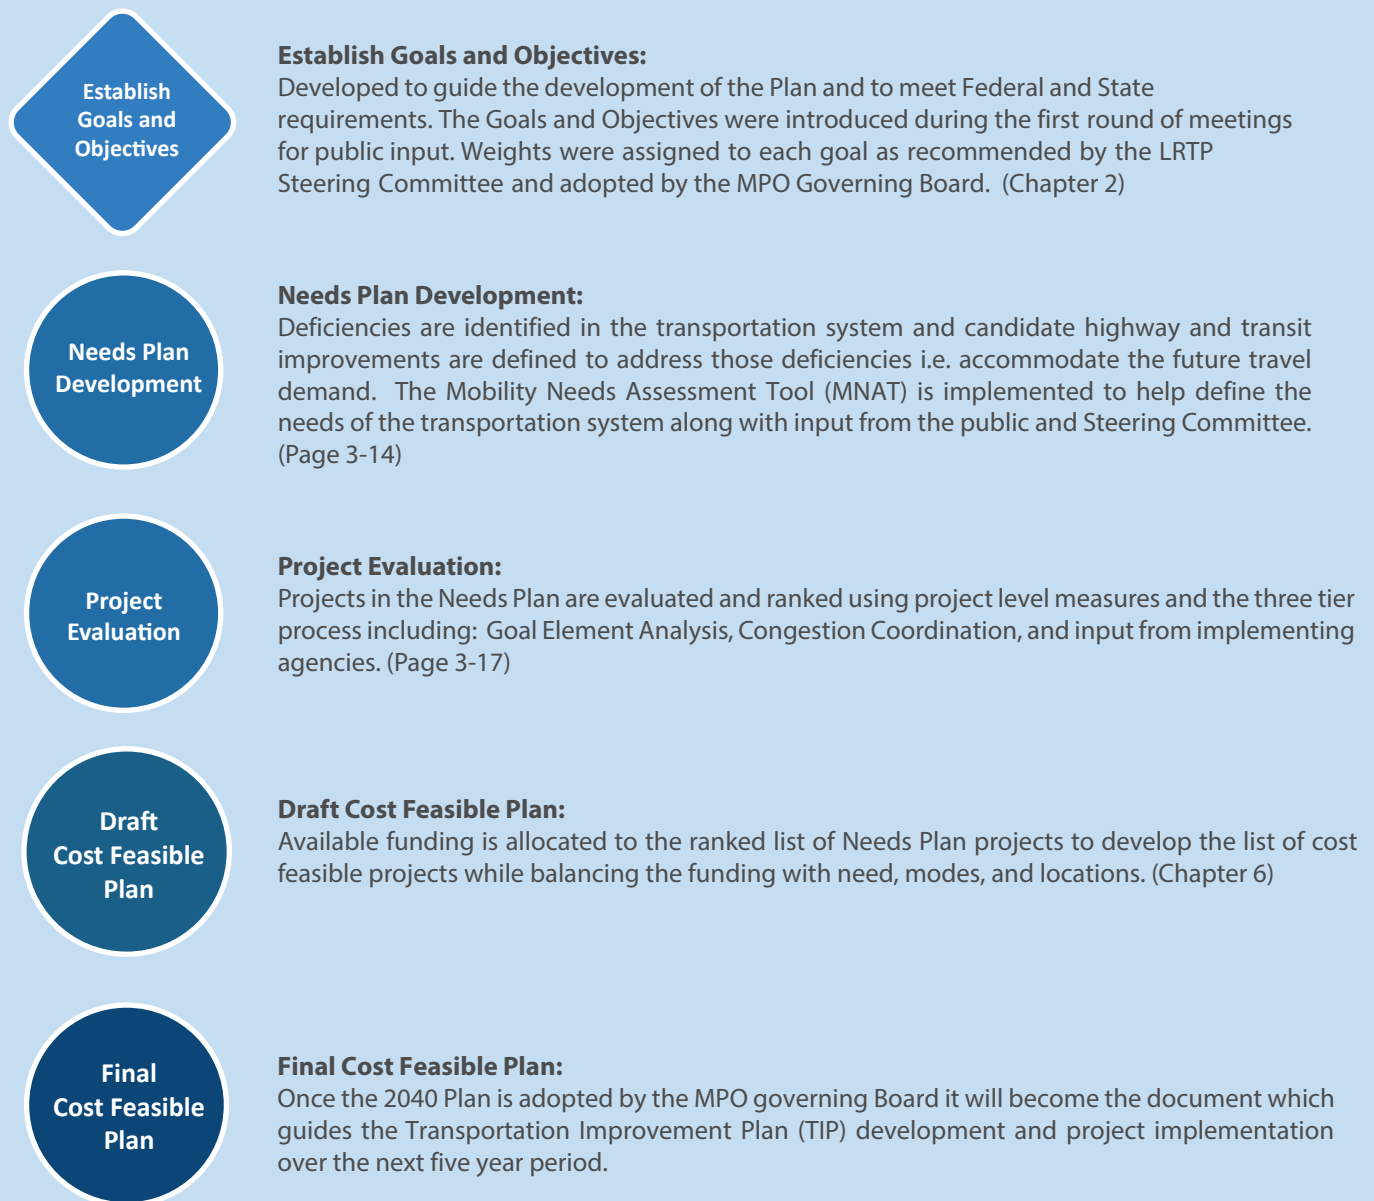 Establish
Goals and
Objectives
Establish Goals and Objectives:
Developed to guide the development of the Plan and to meet Federal and State
requirements. The Goals and Objectives were introduced during the first round of meetings
for public input. Weights were assigned to each goal as recommended by the LRTP
Steering Committee and adopted by the MPO Governing Board. (Chapter 2)
Needs Plan
Development
Needs Plan Development:
Deficiencies are identified in the transportation system and candidate highway and transit
improvements are defined to address those deficiencies i.e. accommodate the future travel
demand. The Mobility Needs Assessment Tool (MNAT) is implemented to help define the
needs of the transportation system along with input from the public and Steering Committee.
(Page 3-14)
Project
Evaluation
Project Evaluation:
Projects in the Needs Plan are evaluated and ranked using project level measures and the three tier
process including: Goal Element Analysis, Congestion Coordination, and input from implementing
agencies. (Page 3-17)
Draft
Cost Feasible
Plan
Draft Cost Feasible Plan:
Available funding is allocated to the ranked list of Needs Plan projects to develop the list of cost
feasible projects while balancing the funding with need, modes, and locations. (Chapter 6)
Final
Cost Feasible
Plan
Final Cost Feasible Plan:
Once the 2040 Plan is adopted by the MPO governing Board it will become the document which
guides the Transportation Improvement Plan (TIP) development and project implementation
over the next five year period.